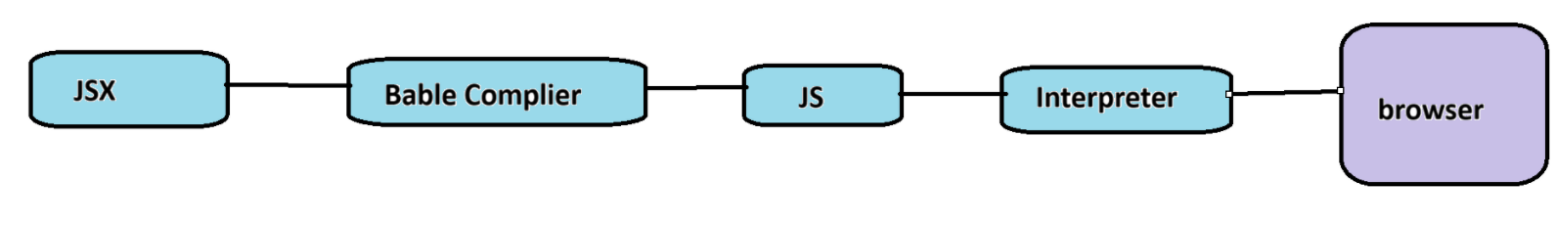 JSX
Bable Complier
JS
Interpreter
browser